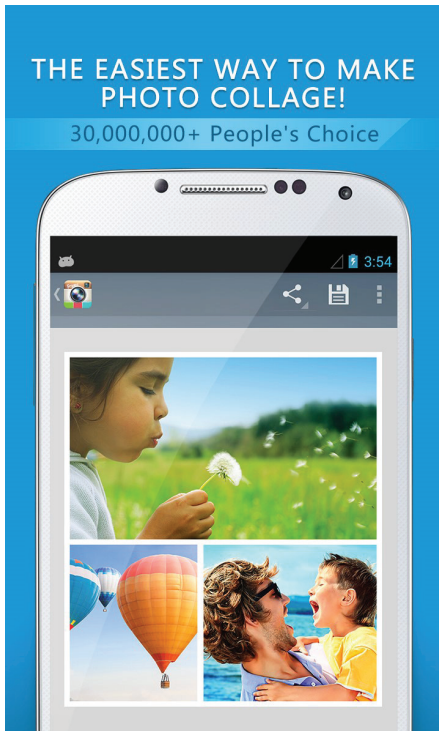 THE EASIEST WAY TO MAKE
PHOTO COLLAGE!
30,000,000+ People's Choice
3:54